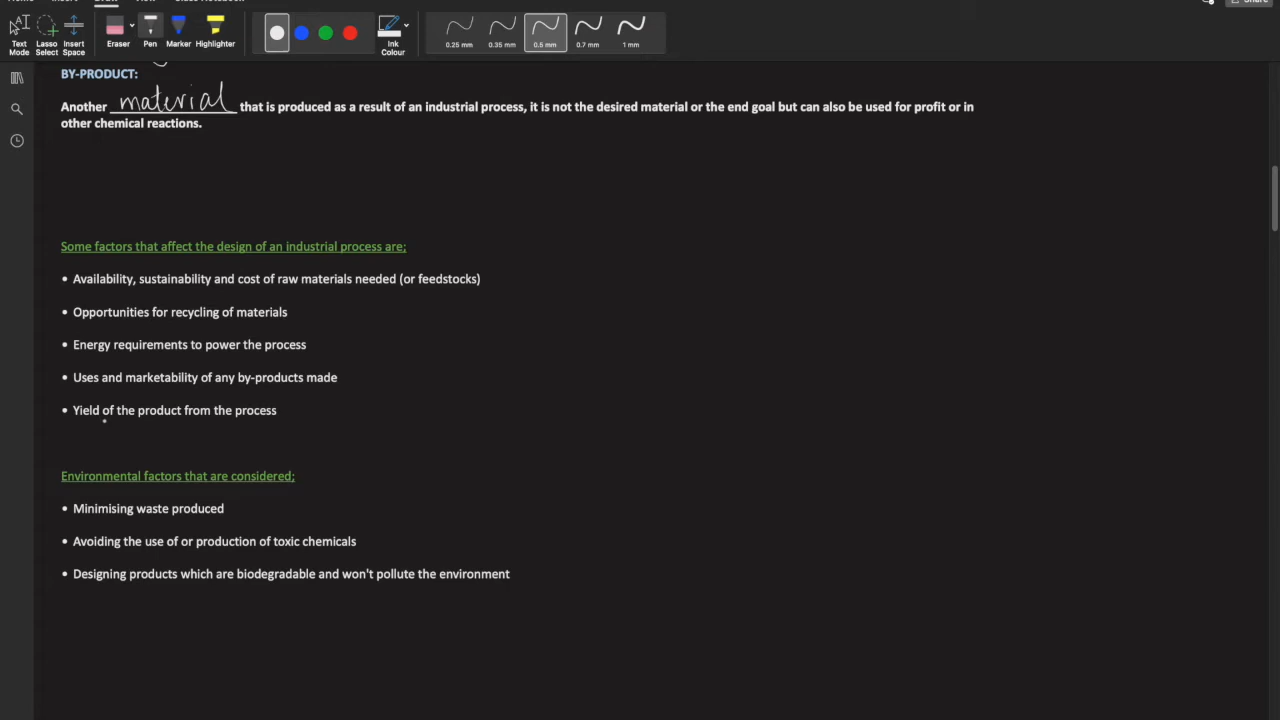 Text
Mode
Lasso
Select
Insert
Space
Eraser
Pen
Marker
Highlighter
Ink
Colour
0.25 mm
0.35 mm
0.5 mm
0.7 mm
1 mm
BY-PRODUCT:
Another material that is produced as a result of an industrial process, it is not the desired material or the end goal but can also be used for profit or in
other chemical reactions.
Some factors that affect the design of an industrial process are;
• Availability, sustainability and cost of raw materials needed (or feedstocks)
• Opportunities for recycling of materials
• Energy requirements to power the process
• Uses and marketability of any by-products made
• Yield of the product from the process
Environmental factors that are considered;
• Minimising waste produced
• Avoiding the use of or production of toxic chemicals
• Designing products which are biodegradable and won't pollute the environment